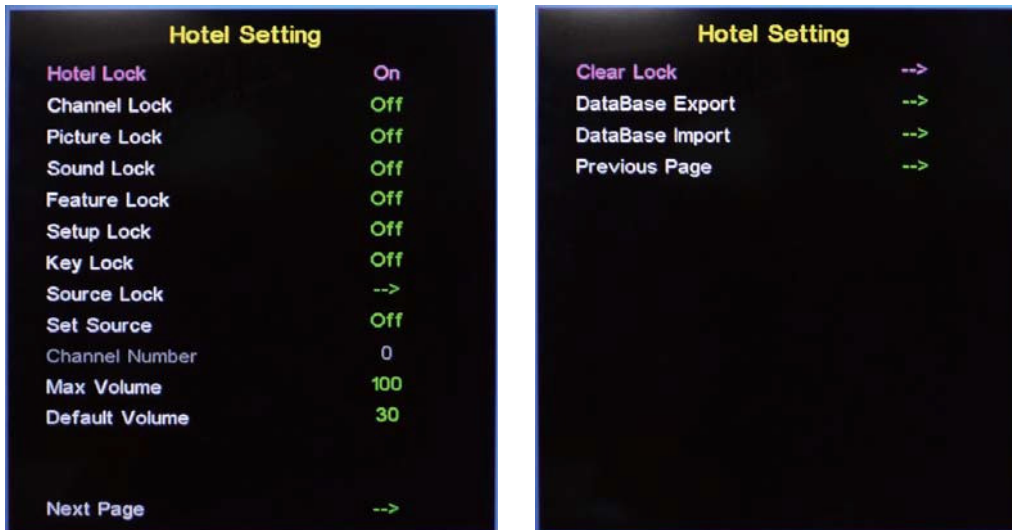 Hotel Setting
Hotel Lock On
Channel Lock Off
Picture Lock Off
Sound Lock Off
Feature Lock Off
Setup Lock Off
Key Lock Off
Source Lock -->
Set Source Off
Channel Number 0
Max Volume 100
Default Volume 30
Next Page -->
Hotel Setting
Clear Lock -->
DataBase Export -->
DataBase Import -->
Previous Page -->